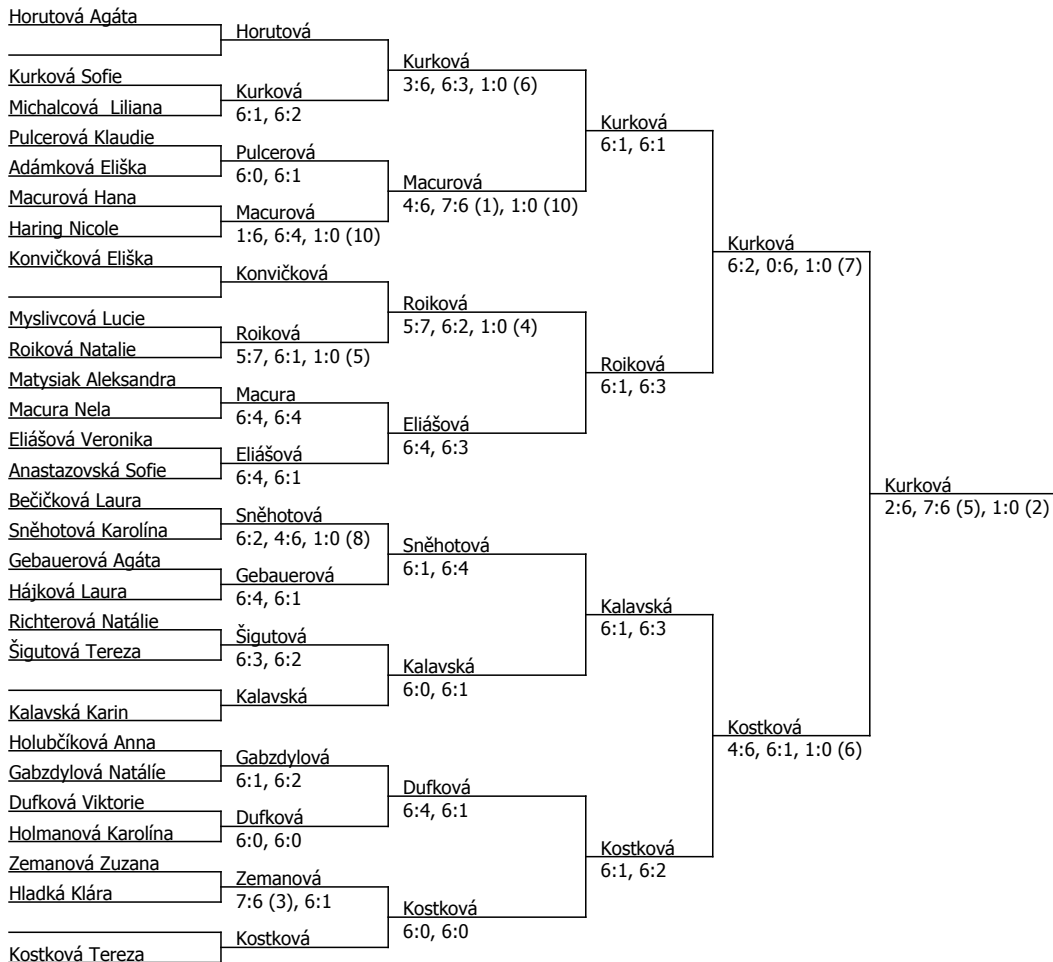 Horutová Agáta
Kurková Sofie
Michalcová  Liliana
Pulcerová Klaudie
Adámková Eliška
Macurová Hana
Haring Nicole
Konvičková Eliška
Myslivcová Lucie
Roiková Natalie
Matysiak Aleksandra
Macura Nela
Eliášová Veronika
Anastazovská Sofie
Bečičková Laura
Sněhotová Karolína
Gebauerová Agáta
Hájková Laura
Richterová Natálie
Šigutová Tereza
Kalavská Karin
Holubčíková Anna
Gabzdylová Natálíe
Dufková Viktorie
Holmanová Karolína
Zemanová Zuzana
Hladká Klára
Kostková Tereza
Horutová
Kurková
6:1, 6:2
Pulcerová
6:0, 6:1
Macurová
1:6, 6:4, 1:0 (10)
Konvičková
Roiková
5:7, 6:1, 1:0 (5)
Macura
6:4, 6:4
Eliášová
6:4, 6:1
Sněhotová
6:2, 4:6, 1:0 (8)
Gebauerová
6:4, 6:1
Šigutová
6:3, 6:2
Kalavská
Gabzdylová
6:1, 6:2
Dufková
6:0, 6:0
Zemanová
7:6 (3), 6:1
Kostková
Kurková
3:6, 6:3, 1:0 (6)
Macurová
4:6, 7:6 (1), 1:0 (10)
Roiková
5:7, 6:2, 1:0 (4)
Eliášová
6:4, 6:3
Sněhotová
6:1, 6:4
Kalavská
6:0, 6:1
Dufková
6:4, 6:1
Kostková
6:0, 6:0
Kurková
6:1, 6:1
Roiková
6:1, 6:3
Kalavská
6:1, 6:3
Kostková
6:1, 6:2
Kurková
6:2, 0:6, 1:0 (7)
Kostková
4:6, 6:1, 1:0 (6)
Kurková
2:6, 7:6 (5), 1:0 (2)